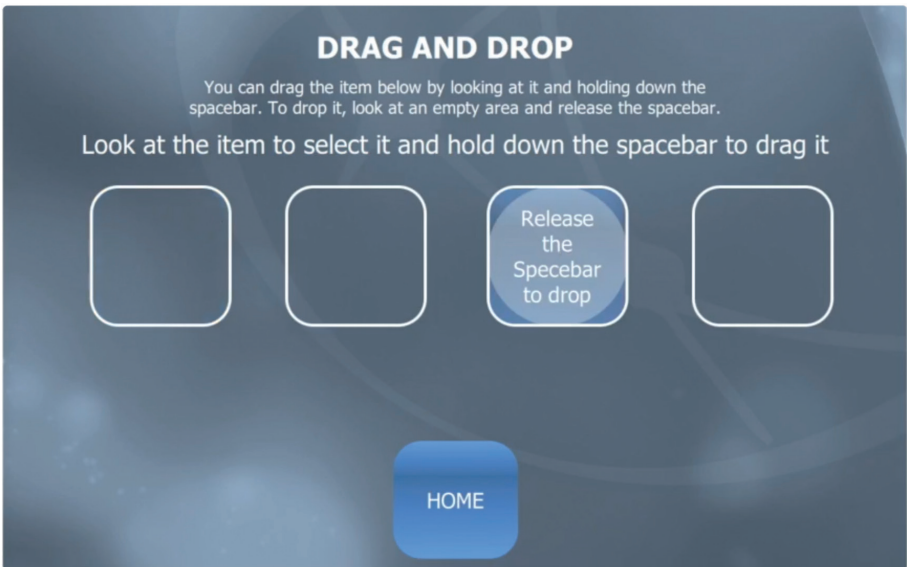 DRAG AND DROP
You can drag the item below by looking at it and holding down the
spacebar. To drop it, look at an empty area and release the spacebar.
Look at the item to select it and hold down the spacebar to drag it
Release
the
Specebar
to drop
HOME